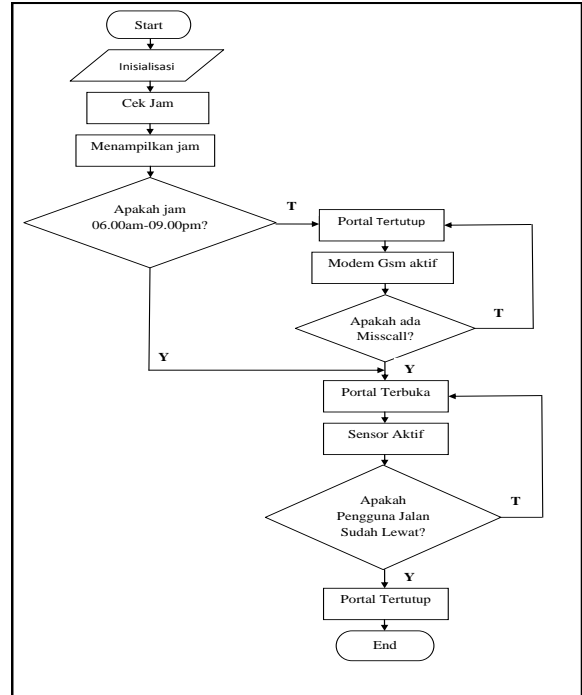 Start
Inisialisasi
Cek Jam
Menampilkan jam
Apakah jam
06.00am-09.00pm?
T
Portal Tertutup
Modem Gsm aktif
Apakah ada
Misscall?
T
Y
Y
Portal Terbuka
Sensor Aktif
Apakah
Pengguna Jalan
Sudah Lewat?
T
Y
Portal Tertutup
End